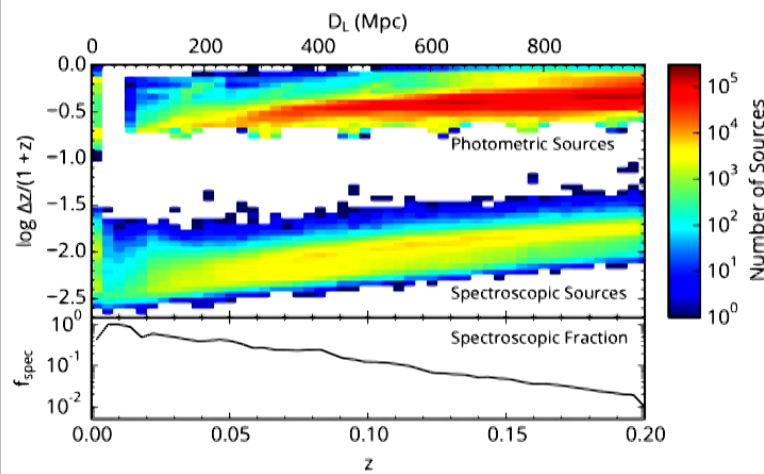 D_L (Mpc)
0 200 400 600 800
0.0
−0.5
−1.0
−1.5
−2.0
−2.5
log Δz/(1+z)
Photometric Sources
Spectroscopic Sources
10^5
10^4
10^3
10^2
10^1
10^0
Number of Sources
10^0
10^-1
10^-2
f_spec
Spectroscopic Fraction
0.00 0.05 0.10 0.15 0.20
z